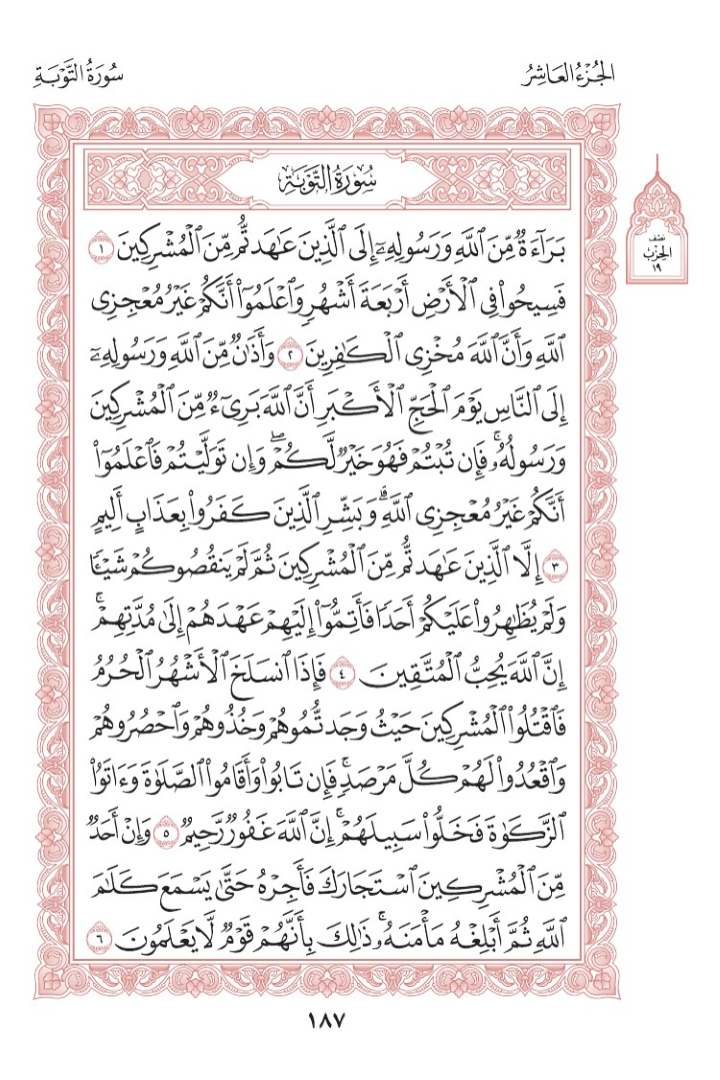 الجُزْءُ العَاشِرُ
سُورَةُ التَّوْبَةِ
سُورَةُ التَّوْبَةِ
نصف
الحِزْب
١٩
بَرَآءَةٌ مِّنَ ٱللَّهِ وَرَسُولِهِۦٓ إِلَى ٱلَّذِينَ عَٰهَدتُّم مِّنَ ٱلْمُشْرِكِينَ ١
فَسِيحُوا۟ فِى ٱلْأَرْضِ أَرْبَعَةَ أَشْهُرٍ وَٱعْلَمُوٓا۟ أَنَّكُمْ غَيْرُ مُعْجِزِى
ٱللَّهِ وَأَنَّ ٱللَّهَ مُخْزِى ٱلْكَٰفِرِينَ ٢ وَأَذَٰنٌ مِّنَ ٱللَّهِ وَرَسُولِهِۦٓ
إِلَى ٱلنَّاسِ يَوْمَ ٱلْحَجِّ ٱلْأَكْبَرِ أَنَّ ٱللَّهَ بَرِىٓءٌ مِّنَ ٱلْمُشْرِكِينَ
وَرَسُولُهُۥ ۚ فَإِن تُبْتُمْ فَهُوَ خَيْرٌ لَّكُمْ ۖ وَإِن تَوَلَّيْتُمْ فَٱعْلَمُوٓا۟
أَنَّكُمْ غَيْرُ مُعْجِزِى ٱللَّهِ ۗ وَبَشِّرِ ٱلَّذِينَ كَفَرُوا۟ بِعَذَابٍ أَلِيمٍ
٣ إِلَّا ٱلَّذِينَ عَٰهَدتُّم مِّنَ ٱلْمُشْرِكِينَ ثُمَّ لَمْ يَنقُصُوكُمْ شَيْـًٔا
وَلَمْ يُظَٰهِرُوا۟ عَلَيْكُمْ أَحَدًا فَأَتِمُّوٓا۟ إِلَيْهِمْ عَهْدَهُمْ إِلَىٰ مُدَّتِهِمْ ۚ
إِنَّ ٱللَّهَ يُحِبُّ ٱلْمُتَّقِينَ ٤ فَإِذَا ٱنسَلَخَ ٱلْأَشْهُرُ ٱلْحُرُمُ
فَٱقْتُلُوا۟ ٱلْمُشْرِكِينَ حَيْثُ وَجَدتُّمُوهُمْ وَخُذُوهُمْ وَٱحْصُرُوهُمْ
وَٱقْعُدُوا۟ لَهُمْ كُلَّ مَرْصَدٍ ۚ فَإِن تَابُوا۟ وَأَقَامُوا۟ ٱلصَّلَوٰةَ وَءَاتَوُا۟
ٱلزَّكَوٰةَ فَخَلُّوا۟ سَبِيلَهُمْ ۚ إِنَّ ٱللَّهَ غَفُورٌ رَّحِيمٌ ٥ وَإِنْ أَحَدٌ
مِّنَ ٱلْمُشْرِكِينَ ٱسْتَجَارَكَ فَأَجِرْهُ حَتَّىٰ يَسْمَعَ كَلَٰمَ
ٱللَّهِ ثُمَّ أَبْلِغْهُ مَأْمَنَهُۥ ۚ ذَٰلِكَ بِأَنَّهُمْ قَوْمٌ لَّا يَعْلَمُونَ ٦
١٨٧